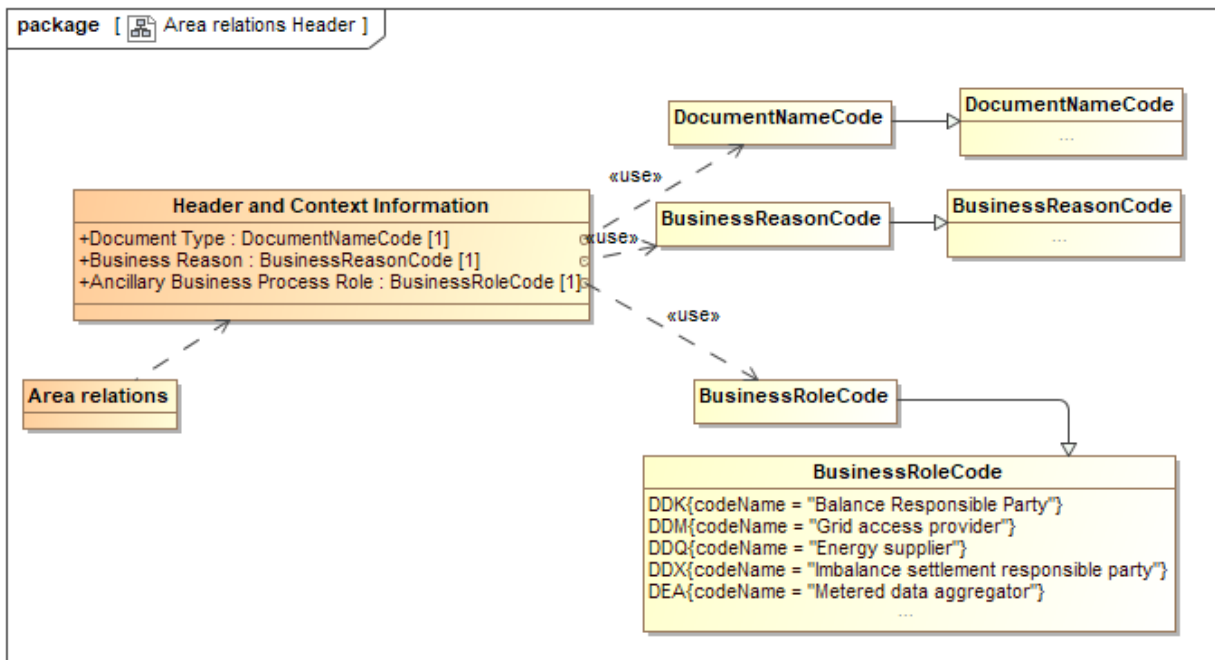 package [ Area relations Header ]
DocumentNameCode
DocumentNameCode
...
«use»
Header and Context Information
+Document Type : DocumentNameCode [1]
+Business Reason : BusinessReasonCode [1]
+Ancillary Business Process Role : BusinessRoleCode [1]
«use»
BusinessReasonCode
BusinessReasonCode
...
«use»
Area relations
BusinessRoleCode
BusinessRoleCode
DDK{codeName = "Balance Responsible Party"}
DDM{codeName = "Grid access provider"}
DDQ{codeName = "Energy supplier"}
DDX{codeName = "Imbalance settlement responsible party"}
DEA{codeName = "Metered data aggregator"}
...